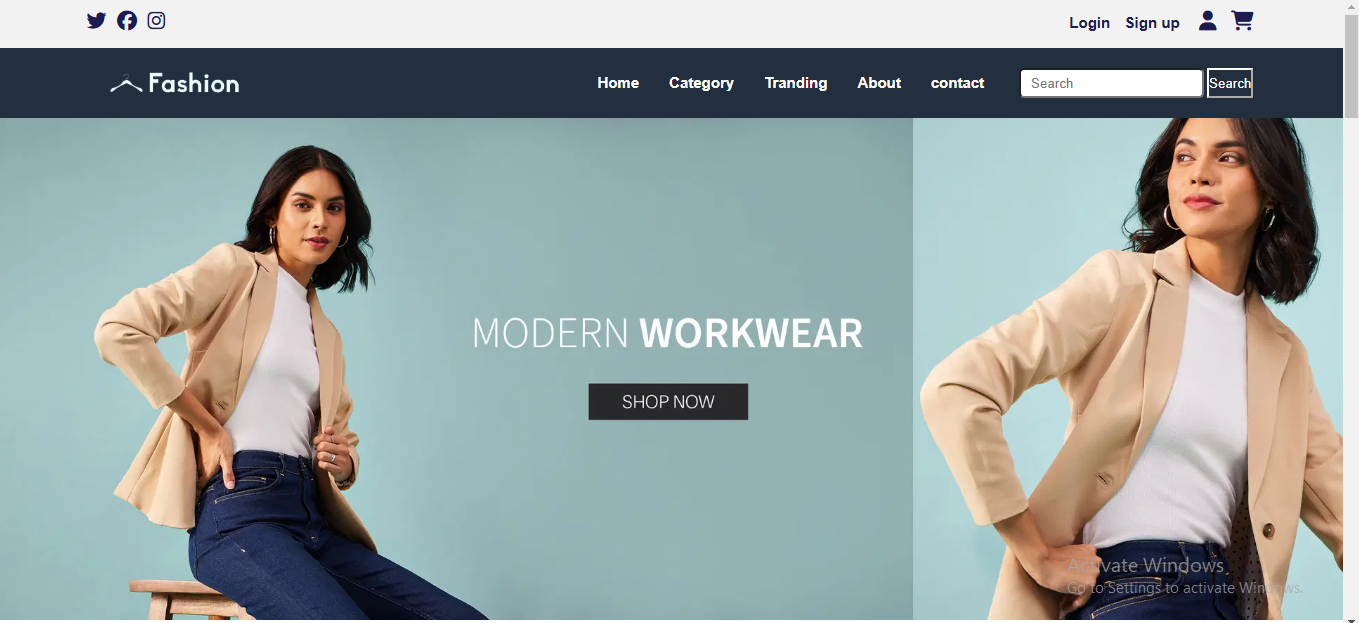 Login Sign up
Fashion Home Category Tranding About contact Search Search
MODERN WORKWEAR
SHOP NOW
Activate Windows
Go to Settings to activate Windows.